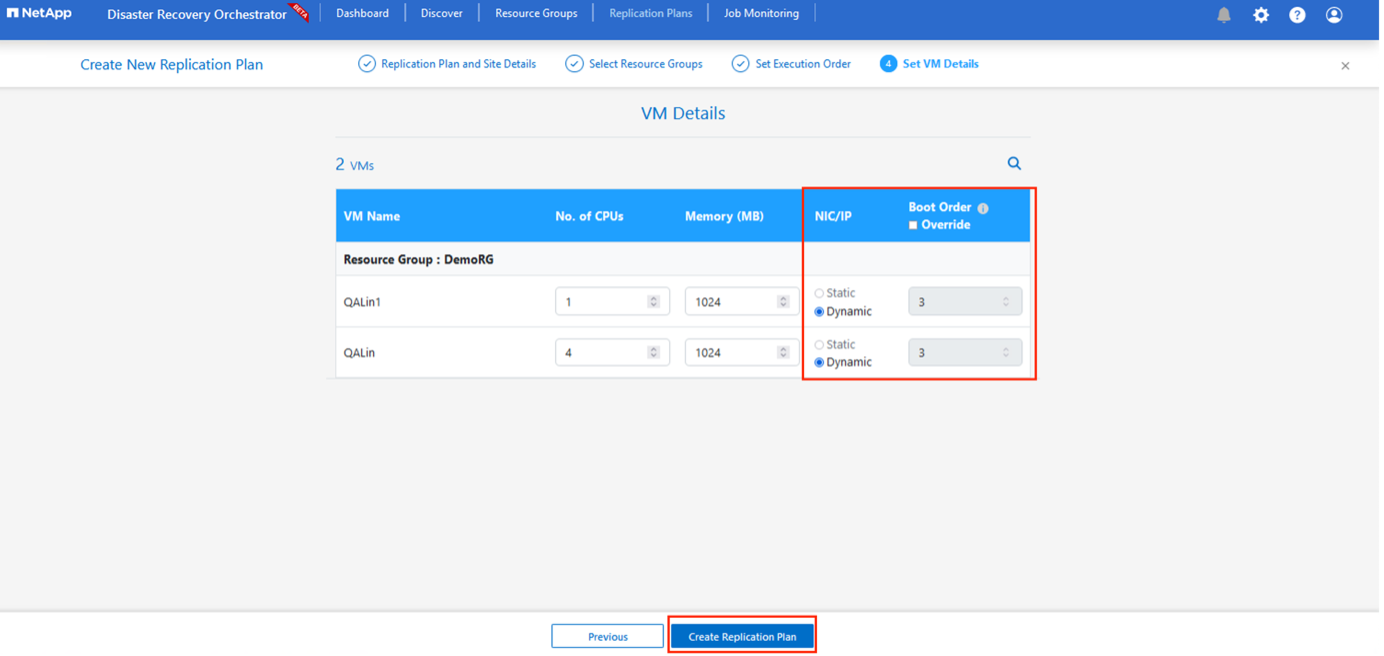 NetApp Disaster Recovery Orchestrator BETA Dashboard Discover Resource Groups Replication Plans Job Monitoring ?
Create New Replication Plan Replication Plan and Site Details Select Resource Groups Set Execution Order 4 Set VM Details
VM Details
2 VMs
VM Name No. of CPUs Memory (MB) NIC/IP Boot Order i
Override
Resource Group : DemoRG
QALin1 1 1024 Static
Dynamic 3
QALin 4 1024 Static
Dynamic 3
Previous Create Replication Plan